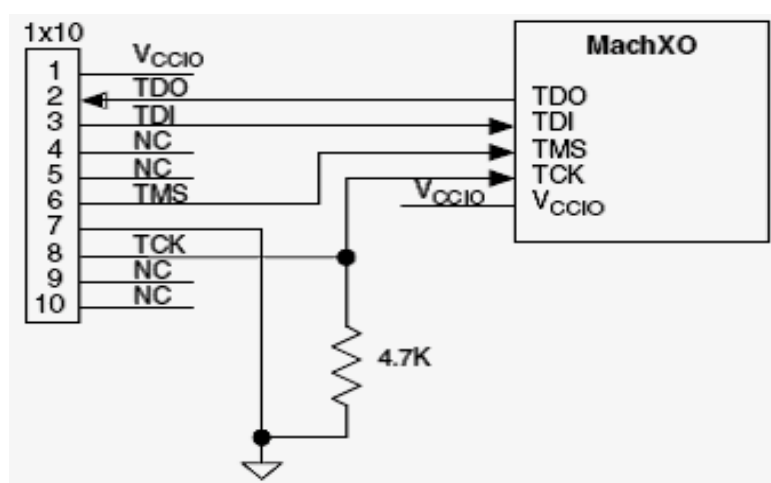 1x10
MachXO
1 VCCIO
2 TDO
TDO
3 TDI
TDI
4 NC
TMS
5 NC
TCK
6 TMS
VCCIO
VCCIO
7
8 TCK
9 NC
10 NC
4.7K